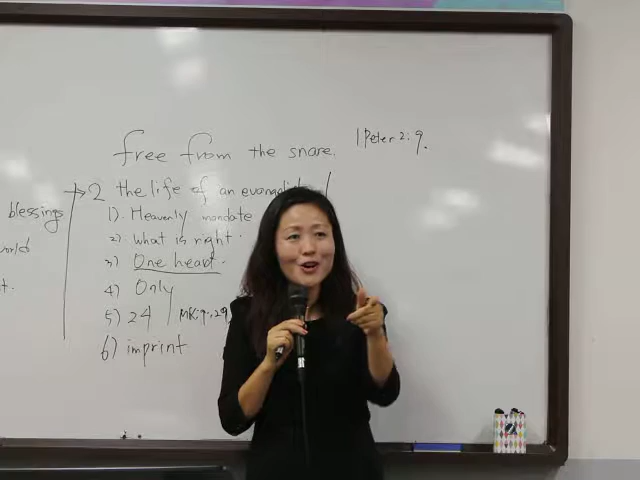 free from the snare.
1 Peter 2:9.
2 the life of an
blessings
1). Heavenly mandate
2) what is right.
3) One heart.
4) Only
5) 24 / MK:9:29
6) imprint